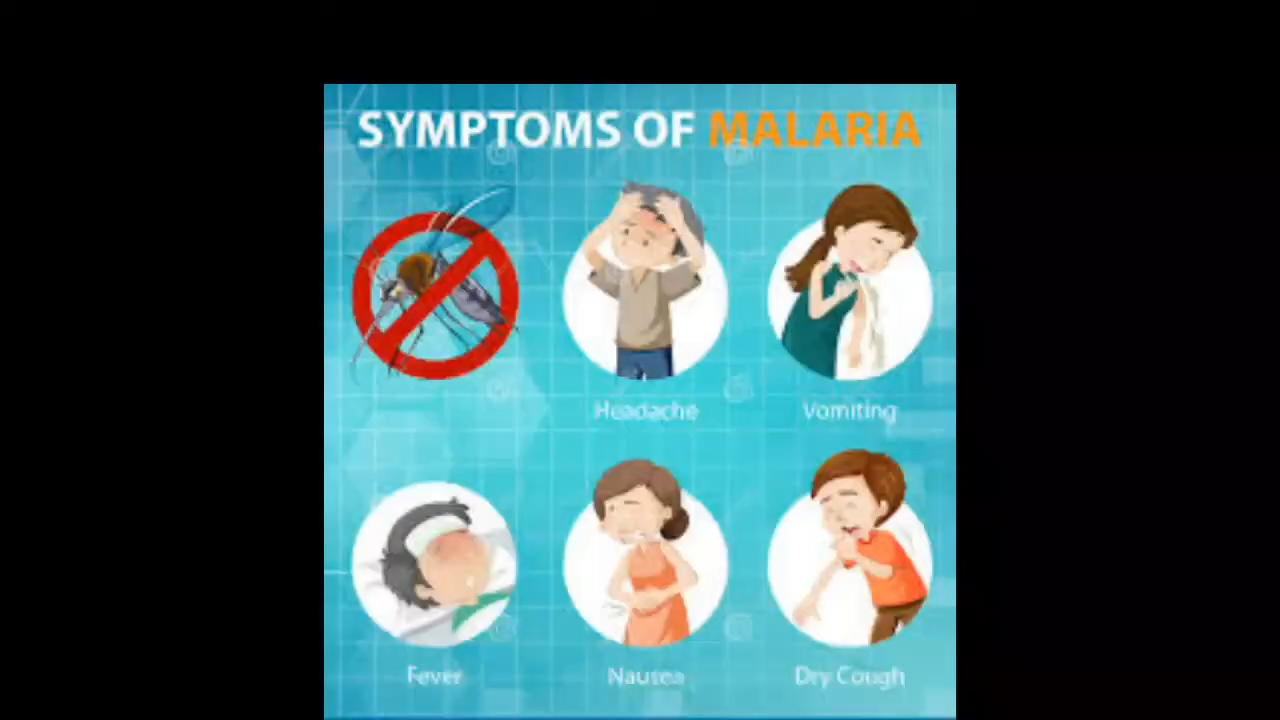 SYMPTOMS OF MALARIA
Headache
Vomiting
Fever
Nausea
Dry Cough